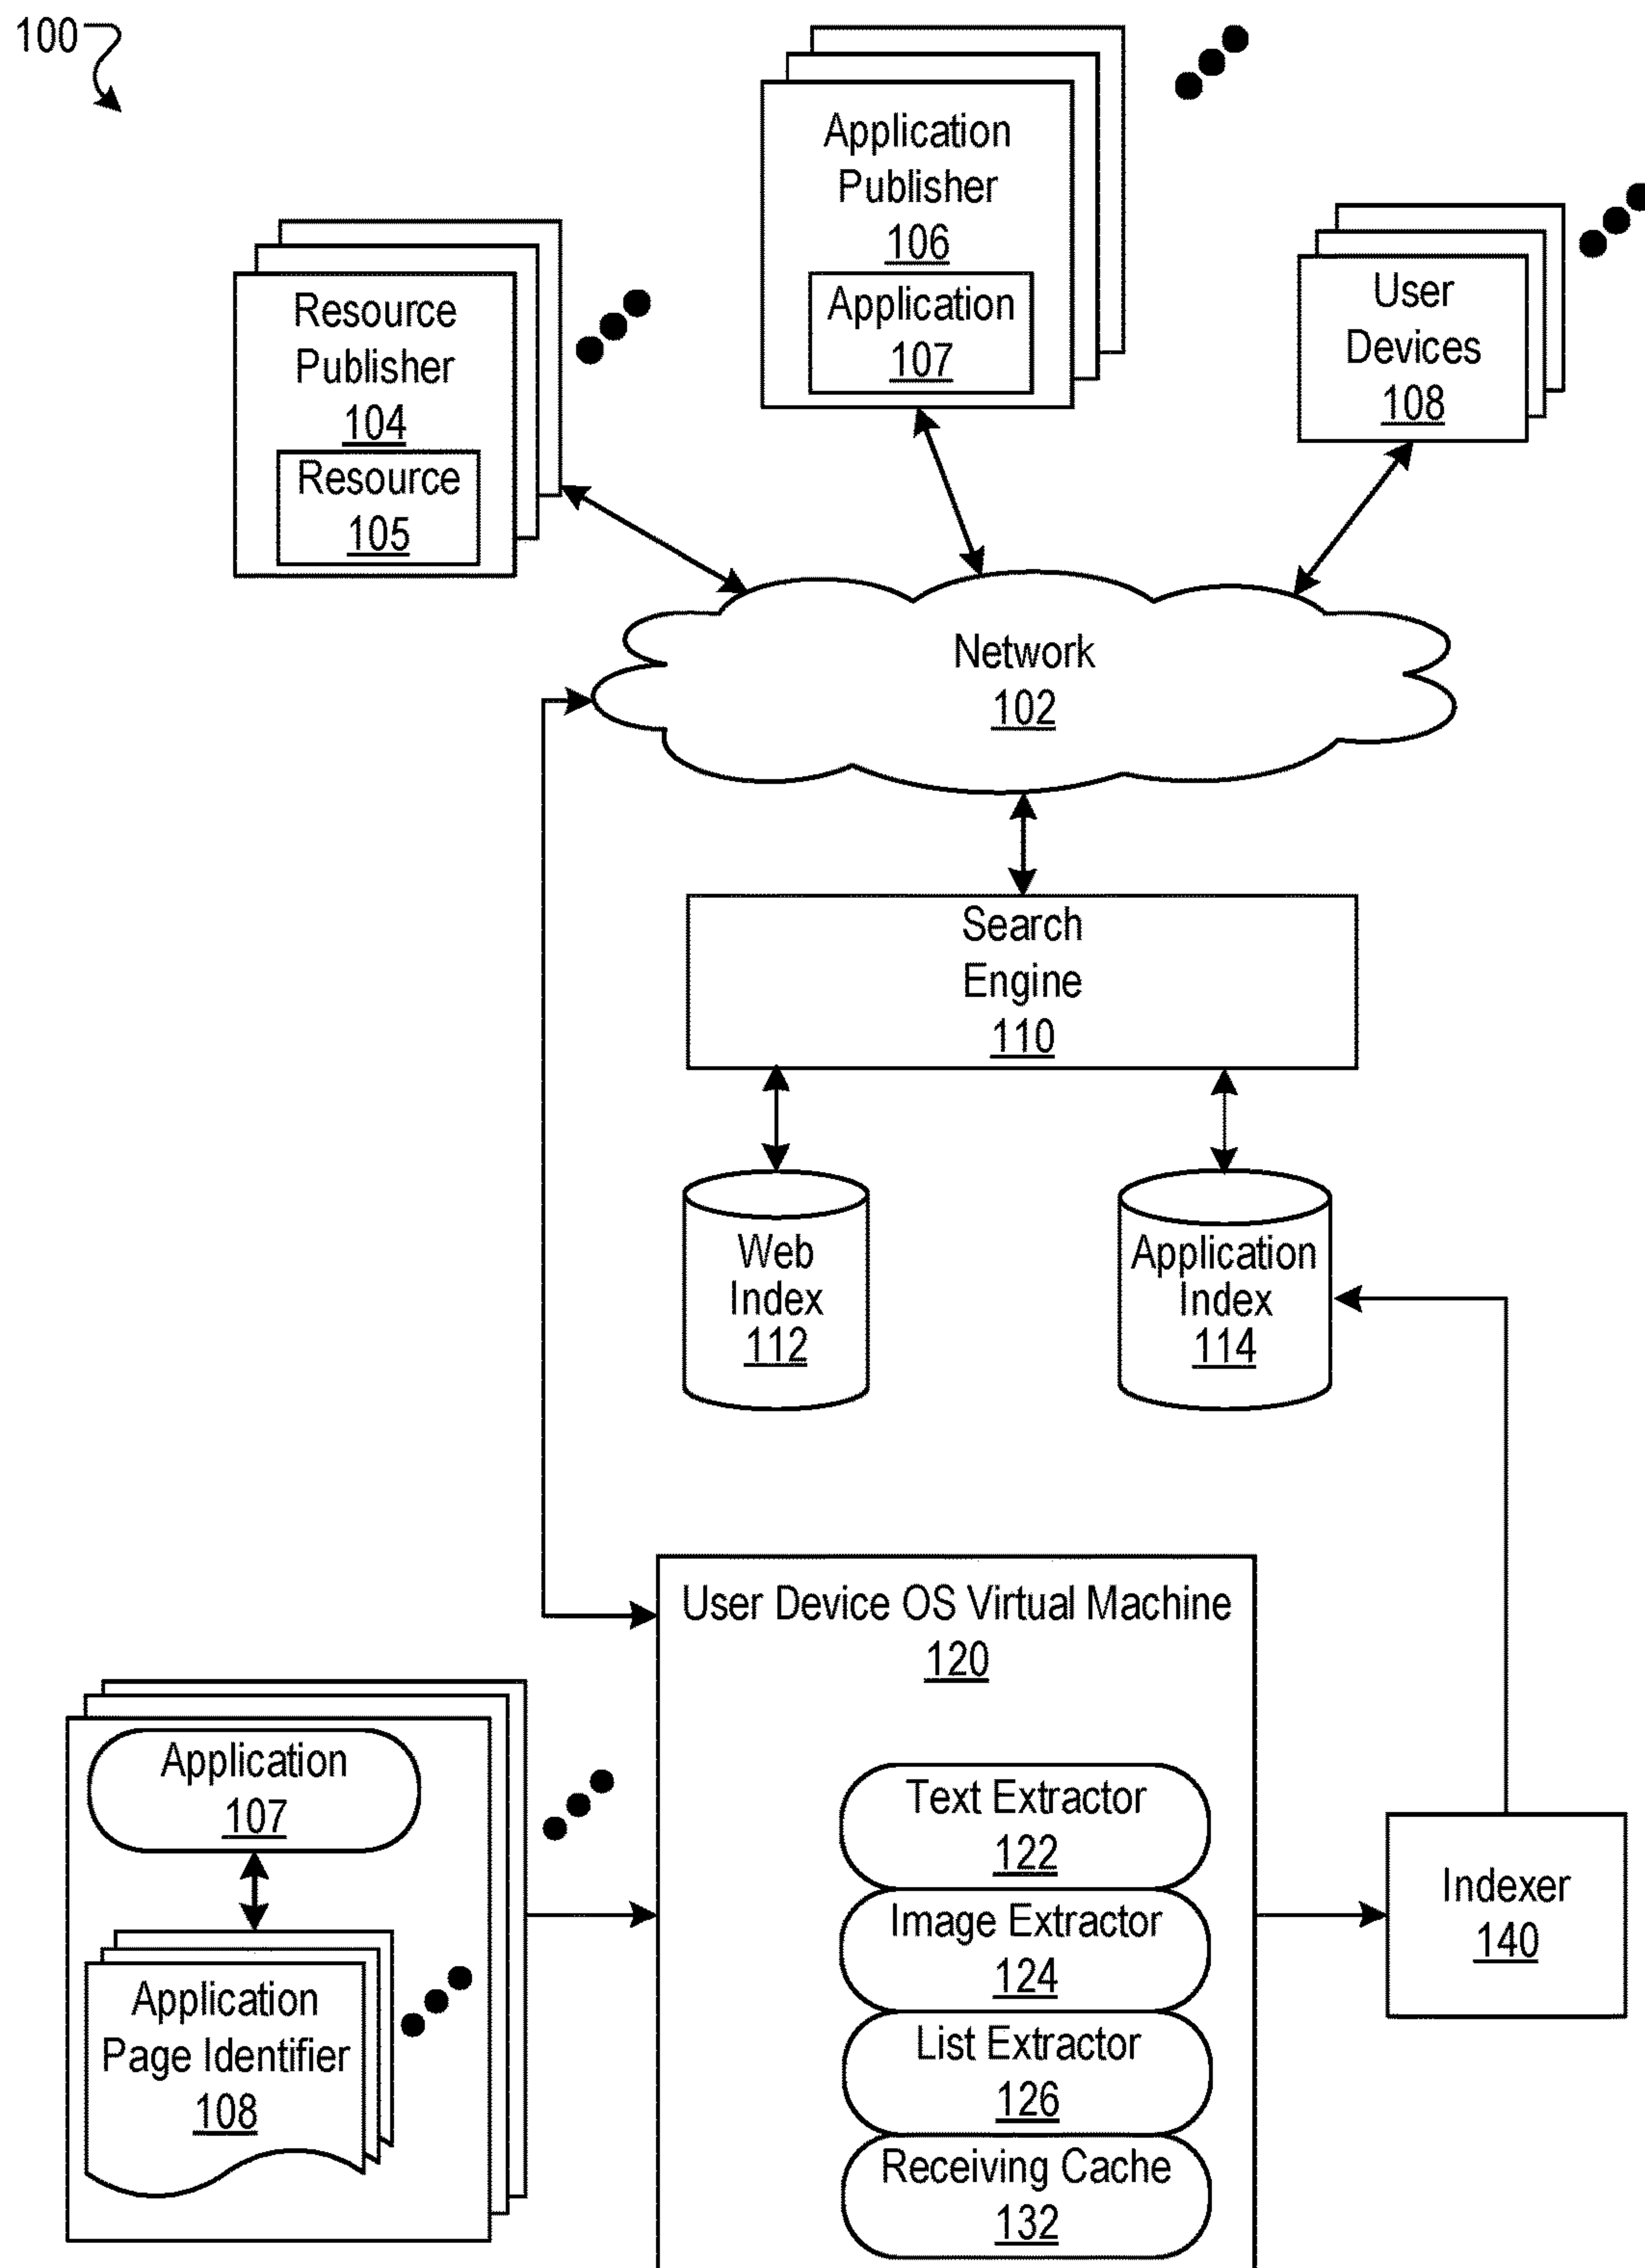 100
Application
Publisher
106
Application
107
Resource
Publisher
104
Resource
105
User
Devices
108
Network
102
Search
Engine
110
Web
Index
112
Application
Index
114
User Device OS Virtual Machine
120
Application
107
Application
Page Identifier
108
Text Extractor
122
Image Extractor
124
List Extractor
126
Receiving Cache
132
Indexer
140